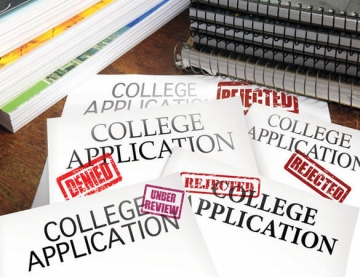 COLLEGE
APPLICATION
REJECTED
COLLEGE
APPLICATION
DENIED
COLLEGE
APPLICATION
REJECTED
COLLEGE
APPLICATION
UNDER
REVIEW
REJECTED
COLLEGE
APPLICATION